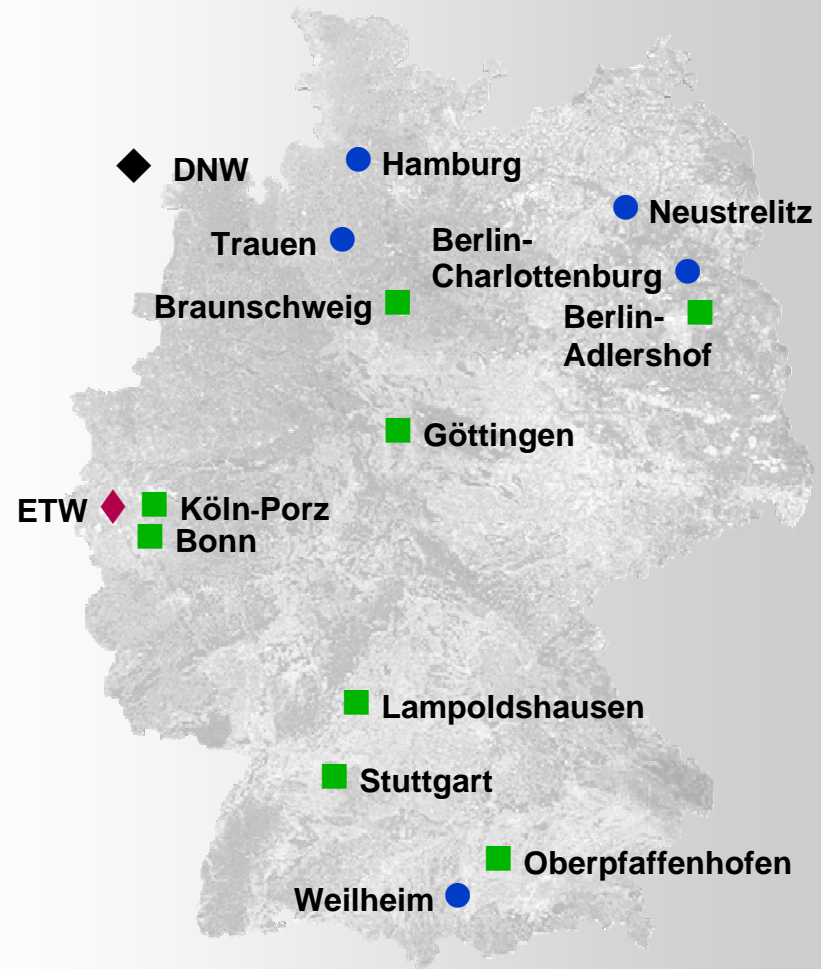 DNW
Hamburg
Neustrelitz
Trauen
Berlin-
Charlottenburg
Braunschweig
Berlin-
Adlershof
Göttingen
ETW
Köln-Porz
Bonn
Lampoldshausen
Stuttgart
Oberpfaffenhofen
Weilheim